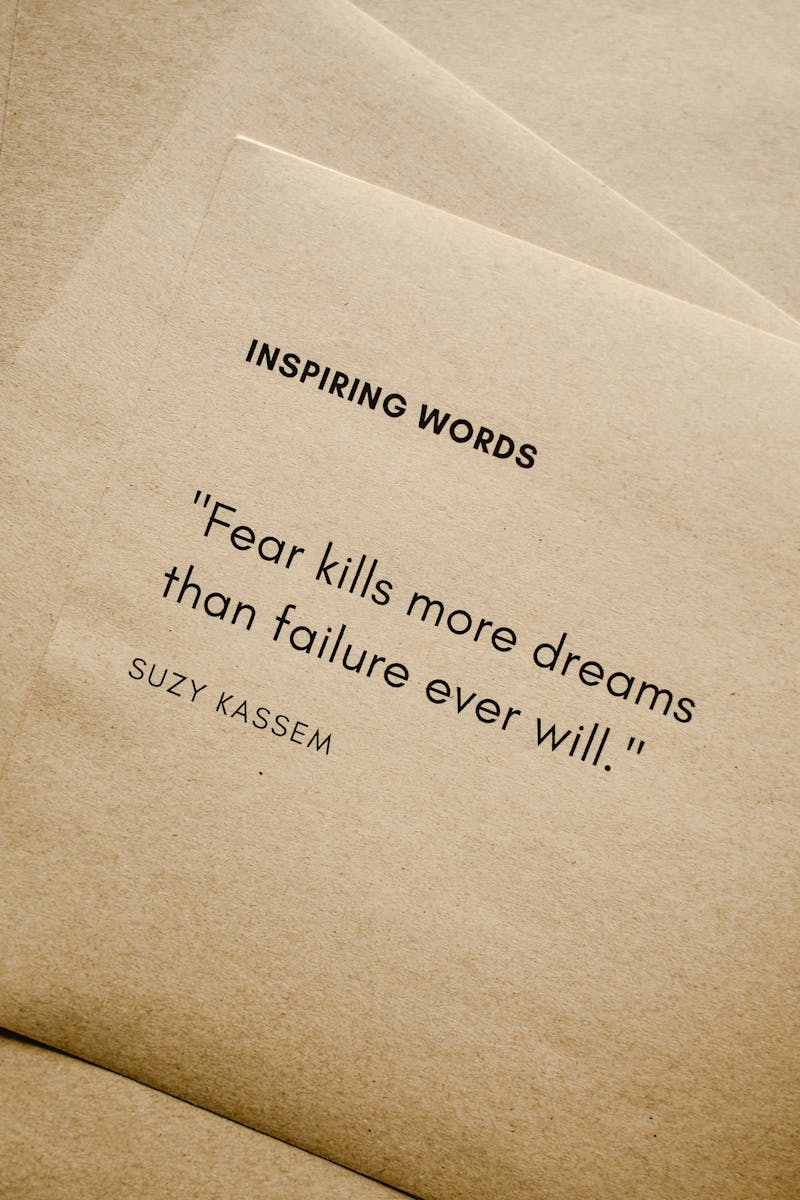 INSPIRING WORDS
"Fear kills more dreams
than failure ever will."
SUZY KASSEM